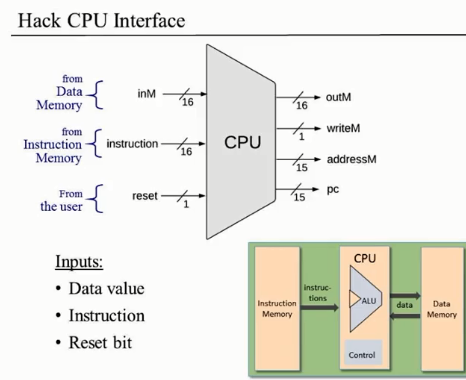 Hack CPU Interface
from
Data
Memory
inM
16
from
Instruction
Memory
instruction
16
From
the user
reset
1
CPU
16
outM
1
writeM
15
addressM
15
pc
Inputs:
• Data value
• Instruction
• Reset bit
Instruction
Memory
instruc-
tions
CPU
ALU
Control
data
Data
Memory